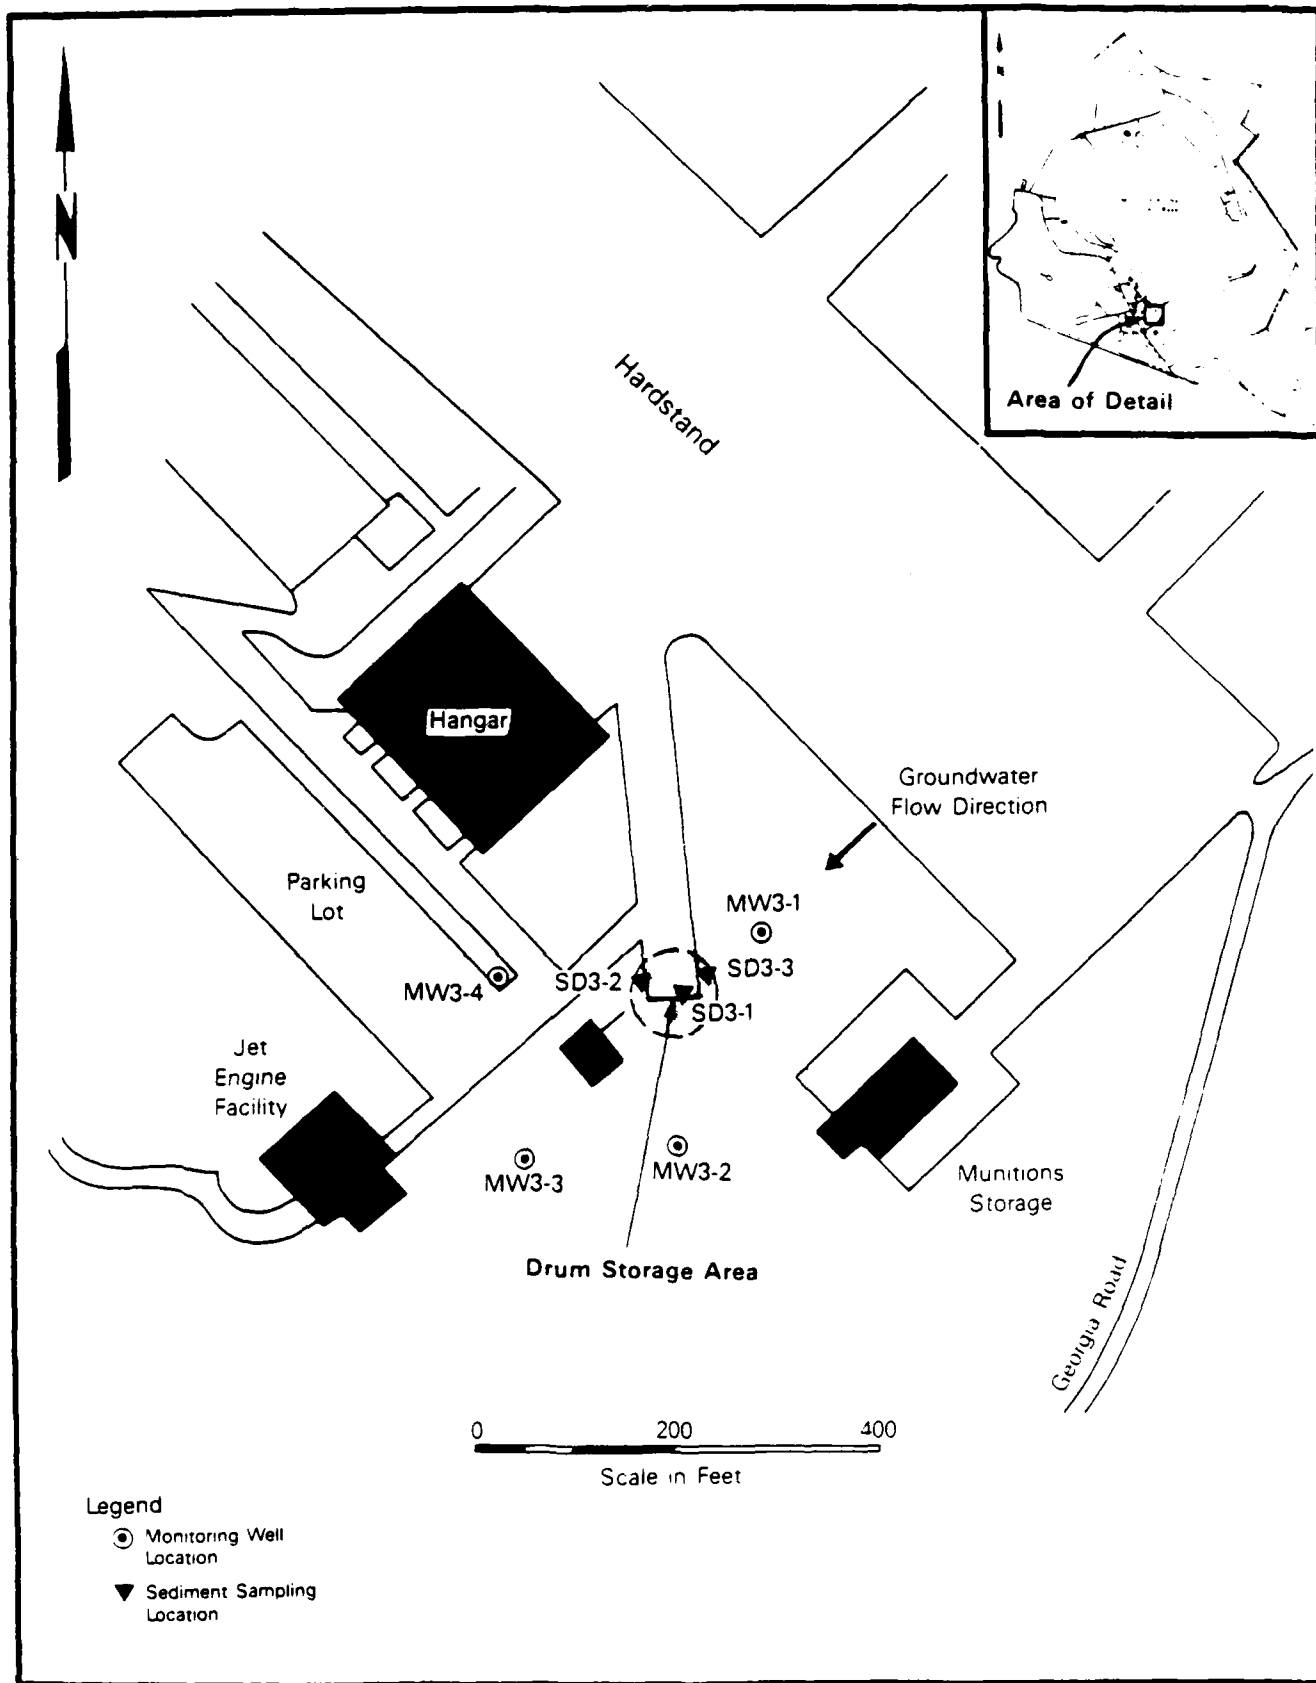 N
Area of Detail
Hardstand
Hangar
Groundwater
Flow Direction
Parking
Lot
MW3-1
SD3-3
SD3-2
MW3-4
SD3-1
Jet
Engine
Facility
MW3-3
MW3-2
Munitions
Storage
Drum Storage Area
Georgia Road
0 200 400
Scale in Feet
Legend
Monitoring Well
Location
Sediment Sampling
Location